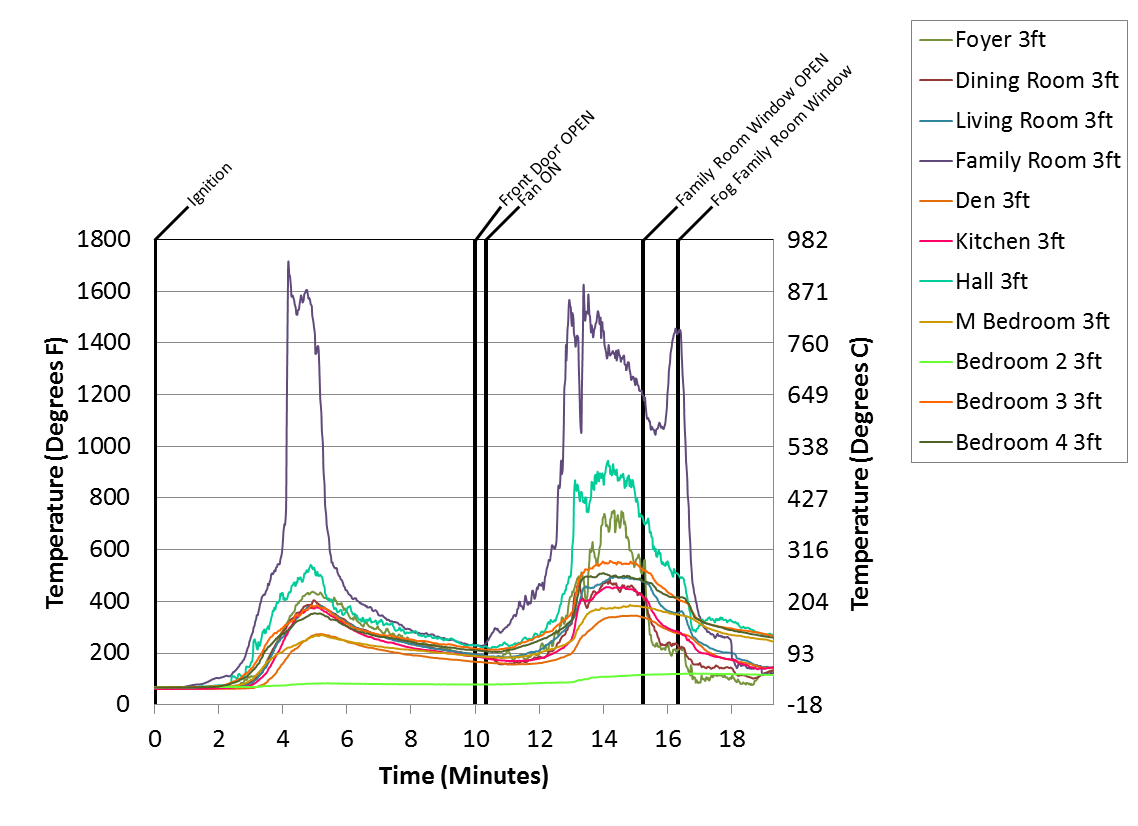 Ignition
Front Door OPEN
Fan ON
Family Room Window OPEN
Fog Family Room Window
Foyer 3ft
Dining Room 3ft
Living Room 3ft
Family Room 3ft
Den 3ft
Kitchen 3ft
Hall 3ft
M Bedroom 3ft
Bedroom 2 3ft
Bedroom 3 3ft
Bedroom 4 3ft
Temperature (Degrees F)
1800
1600
1400
1200
1000
800
600
400
200
0
982
871
760
649
538
427
316
204
93
-18
Temperature (Degrees C)
0 2 4 6 8 10 12 14 16 18
Time (Minutes)